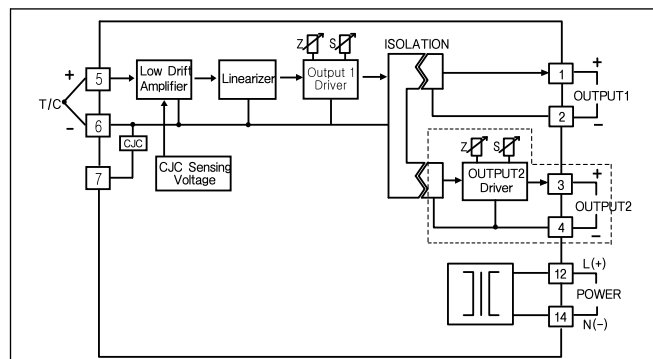 ISOLATION
Z S
+ 5
Low Drift
Amplifier
Linearizer
Output 1
Driver
1 +
T/C
OUTPUT1
- 6
2 -
CJC
7
CJC Sensing
Voltage
Z S
OUTPUT2
Driver
3 +
OUTPUT2
4 -
12 L(+)
POWER
14 N(-)